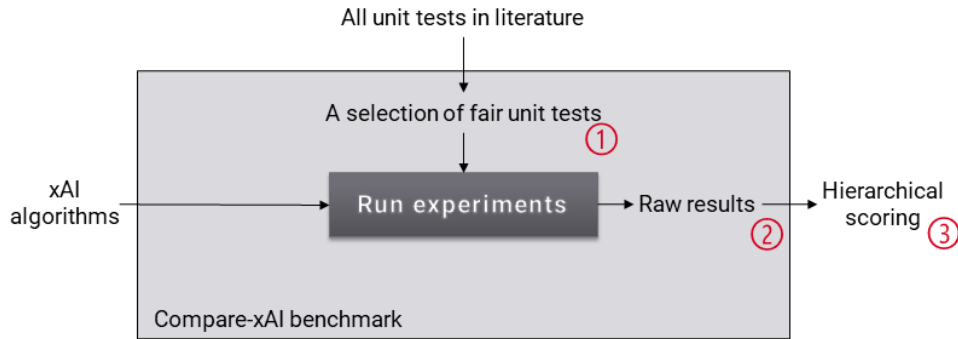 All unit tests in literature
A selection of fair unit tests
①
xAI
algorithms
Run experiments
Raw results
②
Hierarchical
scoring
③
Compare-xAI benchmark